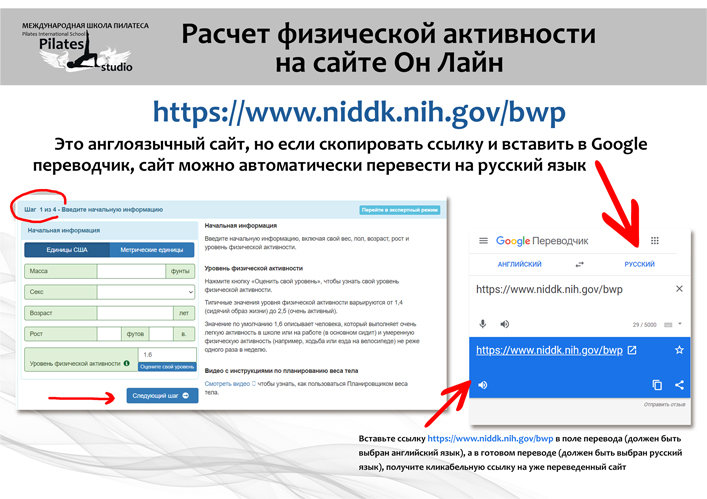 МЕЖДУНАРОДНАЯ ШКОЛА ПИЛАТЕСА
Pilates International School
Pilates
studio
Расчет физической активности
на сайте Он Лайн
https://www.niddk.nih.gov/bwp
Это англоязычный сайт, но если скопировать ссылку и вставить в Google
переводчик, сайт можно автоматически перевести на русский язык
Шаг 1 из 4 - Введите начальную информацию
Перейти в экспертный режим
Начальная информация
Единицы США
Метрические единицы
Масса
фунты
Секс
Возраст
лет
Рост
футов
в.
Уровень физической активности
1.6
Оцените свой уровень
Следующий шаг
Начальная информация
Введите начальную информацию, включая свой вес, пол, возраст, рост и
уровень физической активности.
Уровень физической активности
Нажмите кнопку «Оценить свой уровень», чтобы узнать свой уровень
физической активности.
Типичные значения уровня физической активности варьируются от 1,4
(сидячий образ жизни) до 2,5 (очень активный).
Значение по умолчанию 1,6 описывает человека, который выполняет очень
легкую активность в школе или на работе (в основном сидит) и умеренную
физическую активность (например, ходьба или езда на велосипеде) не реже
одного раза в неделю.
Видео с инструкциями по планированию веса тела
Смотреть видео чтобы узнать, как пользоваться Планировщиком веса
тела.
Google Переводчик
АНГЛИЙСКИЙ
РУССКИЙ
https://www.niddk.nih.gov/bwp
29 / 5000
https://www.niddk.nih.gov/bwp
Отправить отзыв
Вставьте ссылку https://www.niddk.nih.gov/bwp в поле перевода (должен быть
выбран английский язык), а в готовом переводе (должен быть выбран русский
язык), получите кликабельную ссылку на уже переведенный сайт